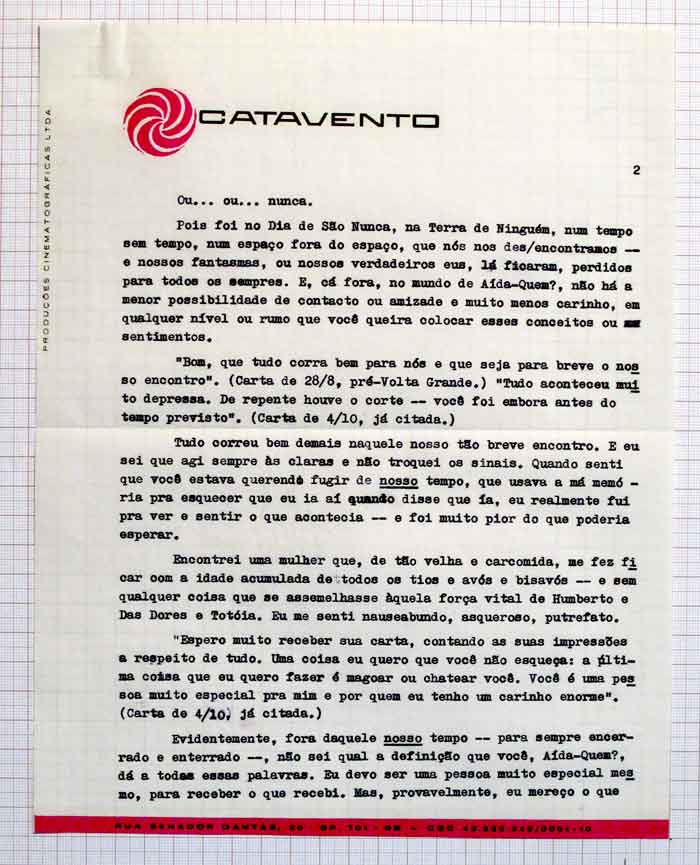 CATAVENTO
PRODUÇÕES CINEMATOGRÁFICAS LTDA
2
Ou... ou... nunca.
Pois foi no Dia de São Nunca, na Terra de Ninguém, num tempo
sem tempo, num espaço fora do espaço, que nós nos des/encontramos --
e nossos fantasmas, ou nossos verdadeiros eus, lá ficaram, perdidos
para todos os sempres. E, cá fora, no mundo de Aída-Quem?, não há a
menor possibilidade de contacto ou amizade e muito menos carinho, em
qualquer nível ou rumo que você queira colocar esses conceitos ou
sentimentos.
"Bom, que tudo corra bem para nós e que seja para breve o nos
so encontro". (Carta de 28/8, pré-Volta Grande.) "Tudo aconteceu mui
to depressa. De repente houve o corte -- você foi embora antes do
tempo previsto". (Carta de 4/10, já citada.)
Tudo correu bem demais naquele nosso tão breve encontro. E eu
sei que agi sempre às claras e não troquei os sinais. Quando senti
que você estava querendo fugir de nosso tempo, que usava a má memó -
ria pra esquecer que eu ia aí quando disse que ia, eu realmente fui
pra ver e sentir o que acontecia -- e foi muito pior do que poderia
esperar.
Encontrei uma mulher que, de tão velha e carcomida, me fez fi
car com a idade acumulada de todos os tios e avós e bisavós -- e sem
qualquer coisa que se assemelhasse àquela força vital de Humberto e
Das Dores e Totóia. Eu me senti nauseabundo, asqueroso, putrefato.
"Espero muito receber sua carta, contando as suas impressões
a respeito de tudo. Uma coisa eu quero que você não esqueça: a últi-
ma coisa que eu quero fazer é magoar ou chatear você. Você é uma pes
soa muito especial pra mim e por quem eu tenho um carinho enorme".
(Carta de 4/10, já citada.)
Evidentemente, fora daquele nosso tempo -- para sempre encer-
rado e enterrado --, não sei qual a definição que você, Aída-Quem?,
dá a todas essas palavras. Eu devo ser uma pessoa muito especial mes
mo, para receber o que recebi. Mas, provavelmente, eu mereço o que
RUA SENADOR DANTAS, 20